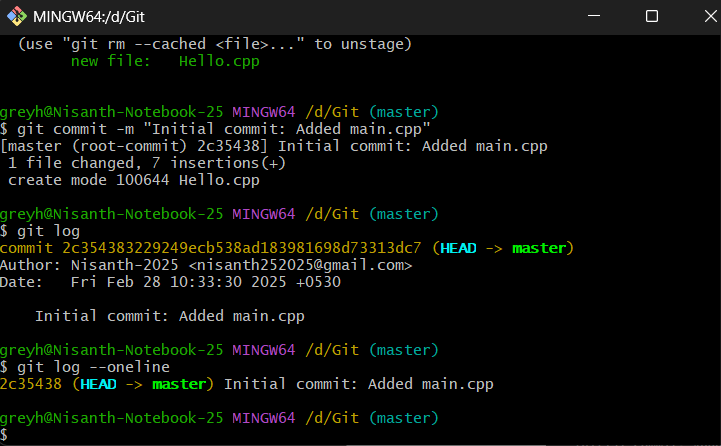 MINGW64:/d/Git
(use "git rm --cached <file>..." to unstage)
new file:   Hello.cpp
greyh@Nisanth-Notebook-25 MINGW64 /d/Git (master)
$ git commit -m "Initial commit: Added main.cpp"
[master (root-commit) 2c35438] Initial commit: Added main.cpp
1 file changed, 7 insertions(+)
create mode 100644 Hello.cpp
greyh@Nisanth-Notebook-25 MINGW64 /d/Git (master)
$ git log
commit 2c354383229249ecb538ad183981698d73313dc7 (HEAD -> master)
Author: Nisanth-2025 <nisanth252025@gmail.com>
Date:   Fri Feb 28 10:33:30 2025 +0530
Initial commit: Added main.cpp
greyh@Nisanth-Notebook-25 MINGW64 /d/Git (master)
$ git log --oneline
2c35438 (HEAD -> master) Initial commit: Added main.cpp
greyh@Nisanth-Notebook-25 MINGW64 /d/Git (master)
$